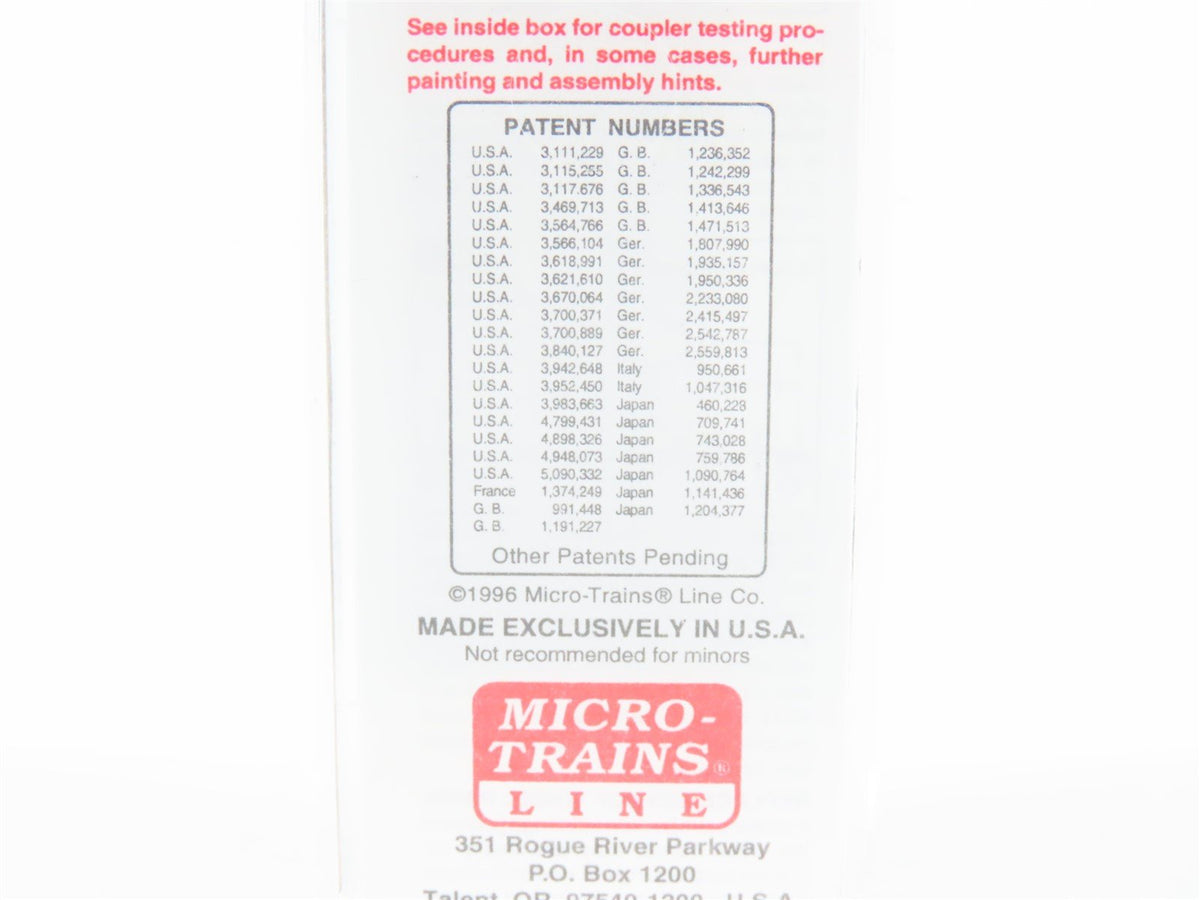 See inside box for coupler testing pro-
cedures and, in some cases, further
painting and assembly hints.
PATENT NUMBERS
U.S.A. 3,111,229 G. B. 1,236,352
U.S.A. 3,115,255 G. B. 1,242,299
U.S.A. 3,117.676 G. B. 1,336,543
U.S.A. 3,469,713 G. B. 1,413,646
U.S.A. 3,564,766 G. B. 1,471,513
U.S.A. 3,566,104 Ger. 1,807,990
U.S.A. 3,618,991 Ger. 1,935,157
U.S.A. 3,621,610 Ger. 1,950,336
U.S.A. 3,670,064 Ger. 2,233,080
U.S.A. 3,700,371 Ger. 2,415,497
U.S.A. 3,700,889 Ger. 2,542,787
U.S.A. 3,840,127 Ger. 2,559,813
U.S.A. 3,942,648 Italy 950,661
U.S.A. 3,952,450 Italy 1,047,316
U.S.A. 3,983,663 Japan 460,223
U.S.A. 4,799,431 Japan 709,741
U.S.A. 4,898,326 Japan 743,028
U.S.A. 4,948,073 Japan 759,786
U.S.A. 5,090,332 Japan 1,090,764
France 1,374,249 Japan 1,141,436
G. B. 991,448 Japan 1,204,377
G. B. 1,191,227
Other Patents Pending
©1996 Micro-Trains® Line Co.
MADE EXCLUSIVELY IN U.S.A.
Not recommended for minors
MICRO-
TRAINS®
LINE
351 Rogue River Parkway
P.O. Box 1200
Talent, OR 97540-1200 U.S.A.